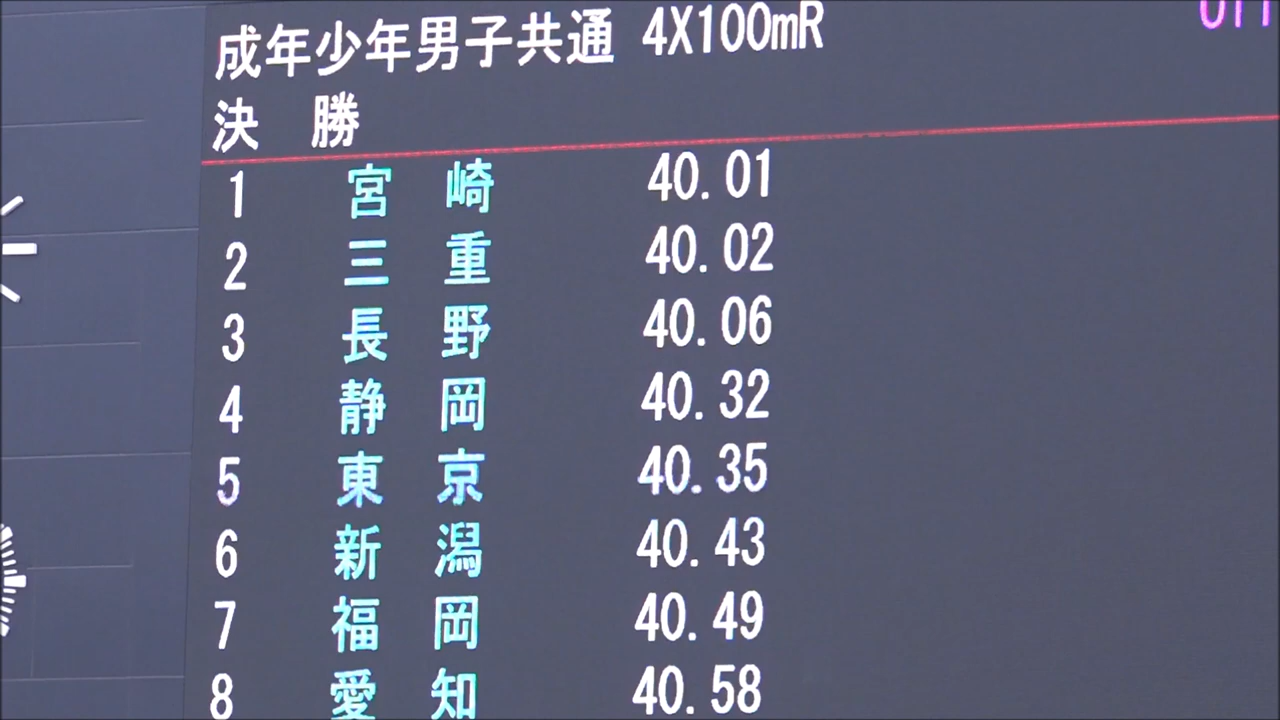 成年少年男子共通 4X100mR
決 勝
1 宮 崎 40.01
2 三 重 40.02
3 長 野 40.06
4 静 岡 40.32
5 東 京 40.35
6 新 潟 40.43
7 福 岡 40.49
8 愛 知 40.58